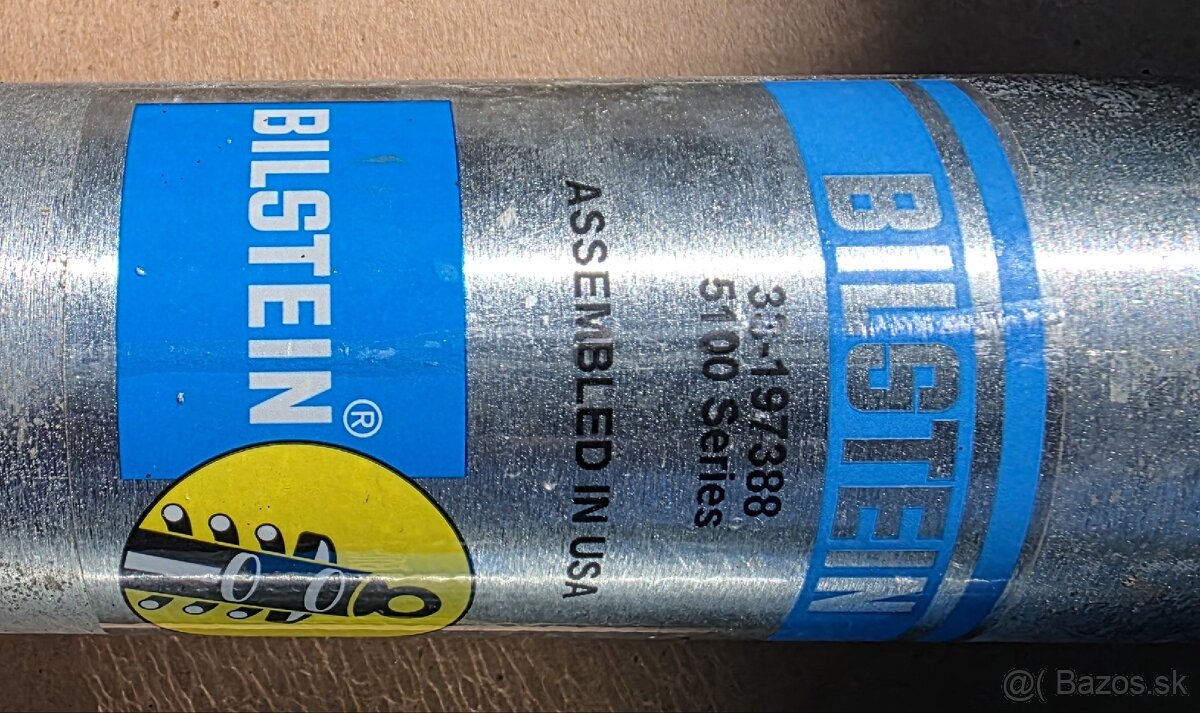 BILSTEIN
5100 Series
ASSEMBLED IN USA
BILSTEIN®
@( Bazos.sk